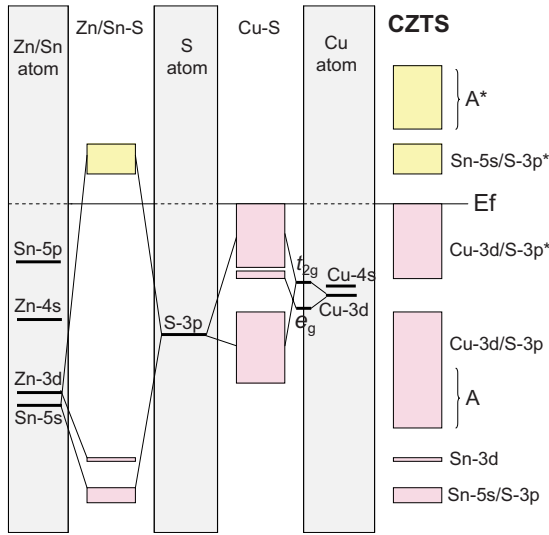 Zn/Sn
atom
Zn/Sn-S
S
atom
Cu-S
Cu
atom
CZTS
A*
Sn-5s/S-3p*
Ef
Sn-5p
Cu-3d/S-3p*
t2g
Cu-4s
Zn-4s
S-3p
eg
Cu-3d
Cu-3d/S-3p
Zn-3d
A
Sn-5s
Sn-3d
Sn-5s/S-3p